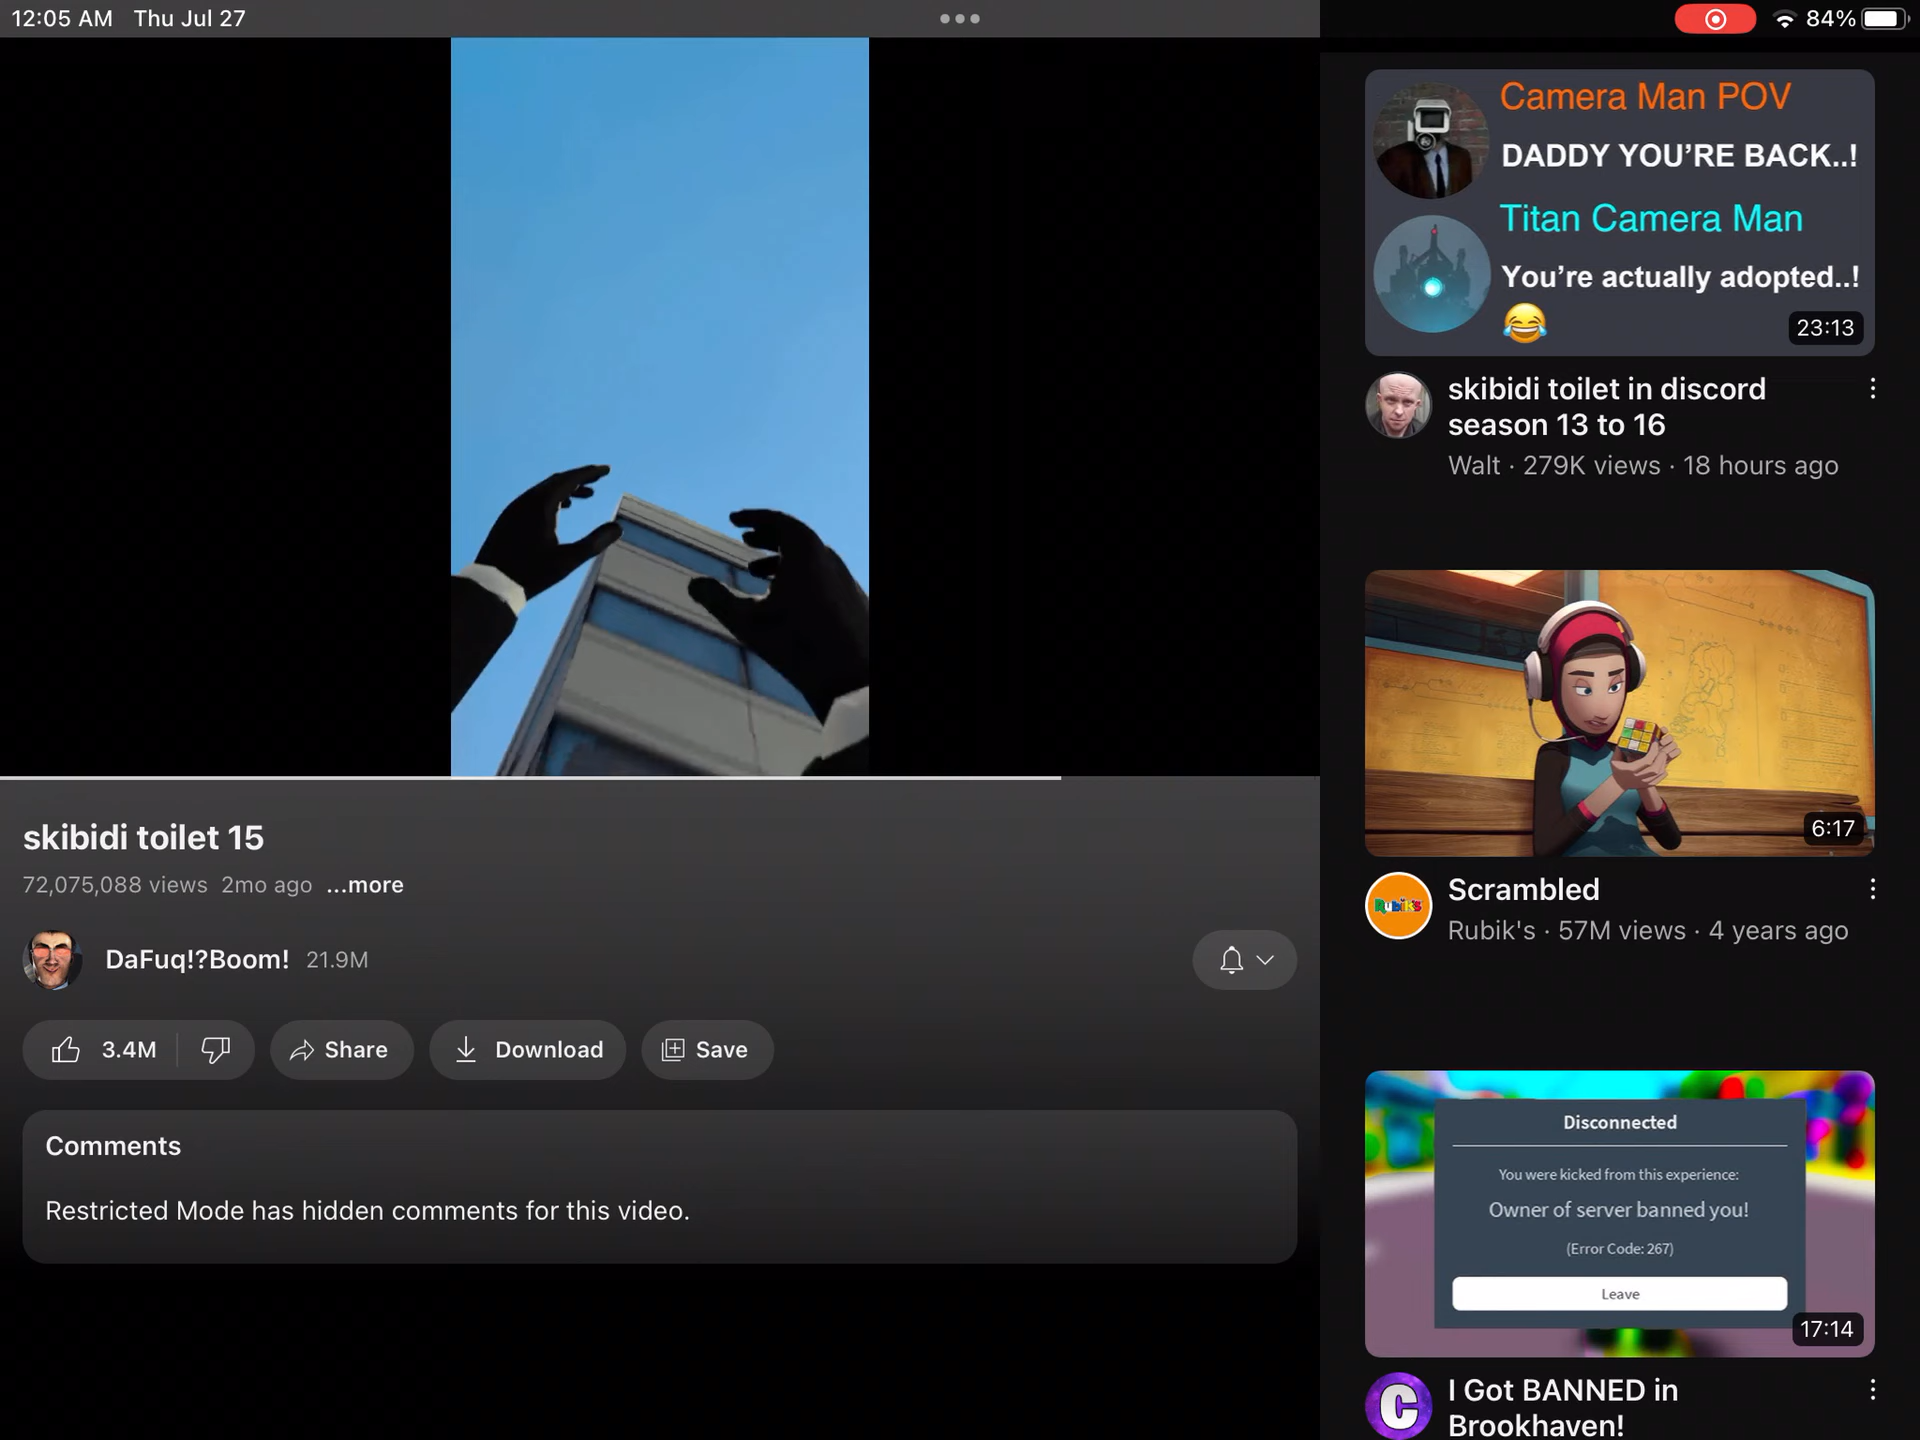 12:05 AM Thu Jul 27
84%
skibidi toilet 15
72,075,088 views 2mo ago ...more
DaFuq!?Boom! 21.9M
3.4M
Share
Download
Save
Comments
Restricted Mode has hidden comments for this video.
Camera Man POV
DADDY YOU'RE BACK..!
Titan Camera Man
You're actually adopted..!
😂
23:13
skibidi toilet in discord
season 13 to 16
Walt · 279K views · 18 hours ago
6:17
Rubik's
Scrambled
Rubik's · 57M views · 4 years ago
Disconnected
You were kicked from this experience:
Owner of server banned you!
(Error Code: 267)
Leave
17:14
C
I Got BANNED in
Brookhaven!